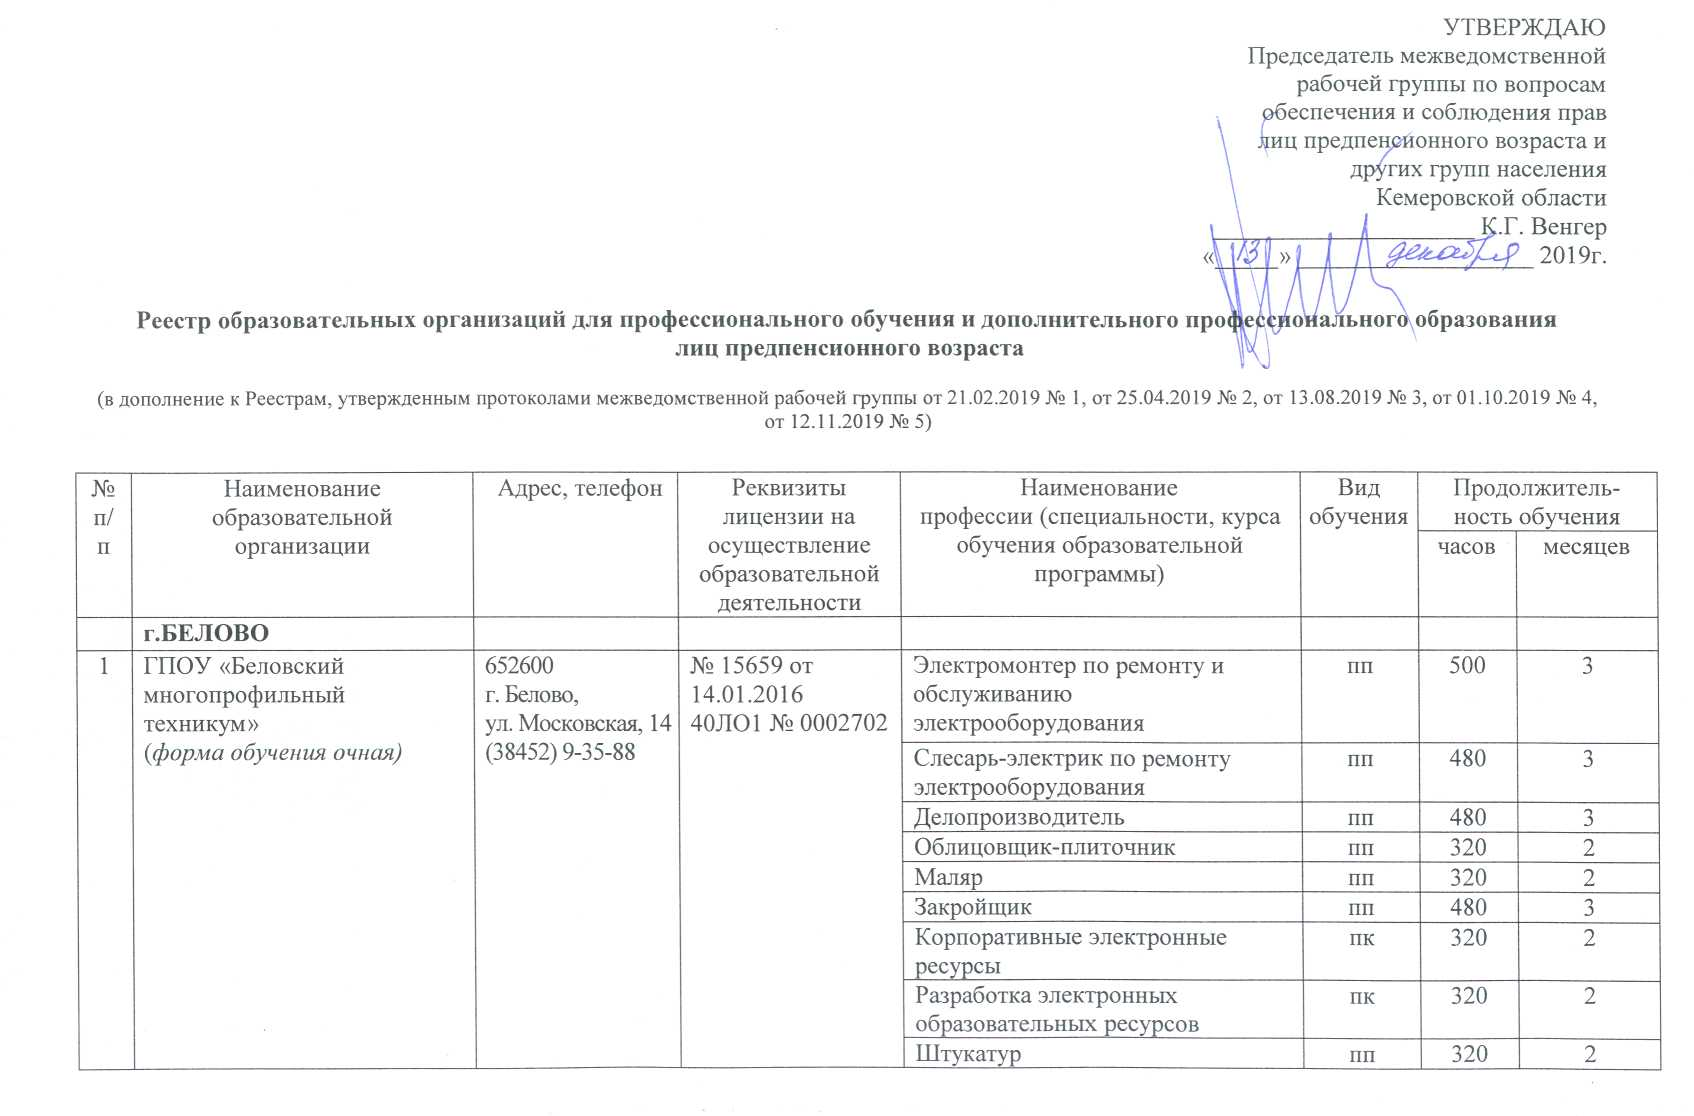 УТВЕРЖДАЮ
Председатель межведомственной
рабочей группы по вопросам
обеспечения и соблюдения прав
лиц предпенсионного возраста и
других групп населения
Кемеровской области
К.Г. Венгер
«13» декабря 2019г.
Реестр образовательных организаций для профессионального обучения и дополнительного профессионального образования
лиц предпенсионного возраста
(в дополнение к Реестрам, утвержденным протоколами межведомственной рабочей группы от 21.02.2019 № 1, от 25.04.2019 № 2, от 13.08.2019 № 3, от 01.10.2019 № 4,
от 12.11.2019 № 5)
№
п/
п
Наименование
образовательной
организации
Адрес, телефон
Реквизиты
лицензии на
осуществление
образовательной
деятельности
Наименование
профессии (специальности, курса
обучения образовательной
программы)
Вид
обучения
Продолжитель-
ность обучения
часов
месяцев
г.БЕЛОВО
1
ГПОУ «Беловский
многопрофильный
техникум»
(форма обучения очная)
652600
г. Белово,
ул. Московская, 14
(38452) 9-35-88
№ 15659 от
14.01.2016
40ЛО1 № 0002702
Электромонтер по ремонту и
обслуживанию
электрооборудования
пп
500
3
Слесарь-электрик по ремонту
электрооборудования
пп
480
3
Делопроизводитель
пп
480
3
Облицовщик-плиточник
пп
320
2
Маляр
пп
320
2
Закройщик
пп
480
3
Корпоративные электронные
ресурсы
пк
320
2
Разработка электронных
образовательных ресурсов
пк
320
2
Штукатур
пп
320
2